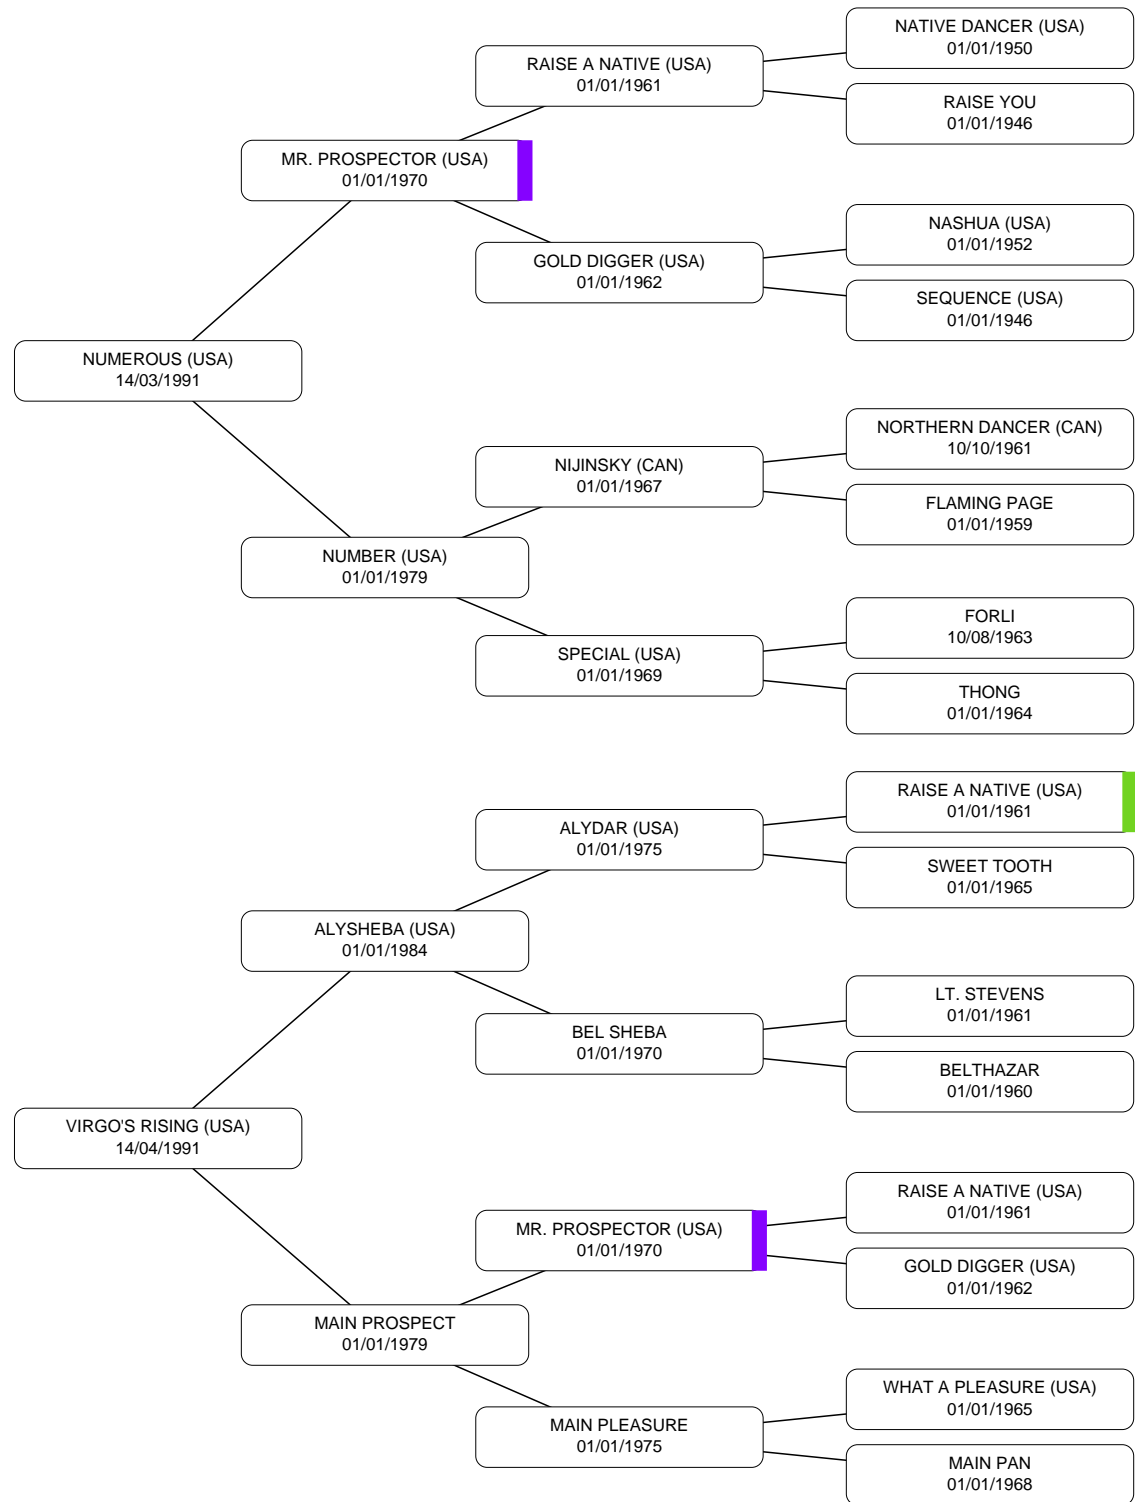 NATIVE DANCER (USA)
01/01/1950
RAISE A NATIVE (USA)
01/01/1961
RAISE YOU
01/01/1946
MR. PROSPECTOR (USA)
01/01/1970
NASHUA (USA)
01/01/1952
GOLD DIGGER (USA)
01/01/1962
SEQUENCE (USA)
01/01/1946
NUMEROUS (USA)
14/03/1991
NORTHERN DANCER (CAN)
10/10/1961
NIJINSKY (CAN)
01/01/1967
FLAMING PAGE
01/01/1959
NUMBER (USA)
01/01/1979
FORLI
10/08/1963
SPECIAL (USA)
01/01/1969
THONG
01/01/1964
RAISE A NATIVE (USA)
01/01/1961
ALYDAR (USA)
01/01/1975
SWEET TOOTH
01/01/1965
ALYSHEBA (USA)
01/01/1984
LT. STEVENS
01/01/1961
BEL SHEBA
01/01/1970
BELTHAZAR
01/01/1960
VIRGO'S RISING (USA)
14/04/1991
RAISE A NATIVE (USA)
01/01/1961
MR. PROSPECTOR (USA)
01/01/1970
GOLD DIGGER (USA)
01/01/1962
MAIN PROSPECT
01/01/1979
WHAT A PLEASURE (USA)
01/01/1965
MAIN PLEASURE
01/01/1975
MAIN PAN
01/01/1968